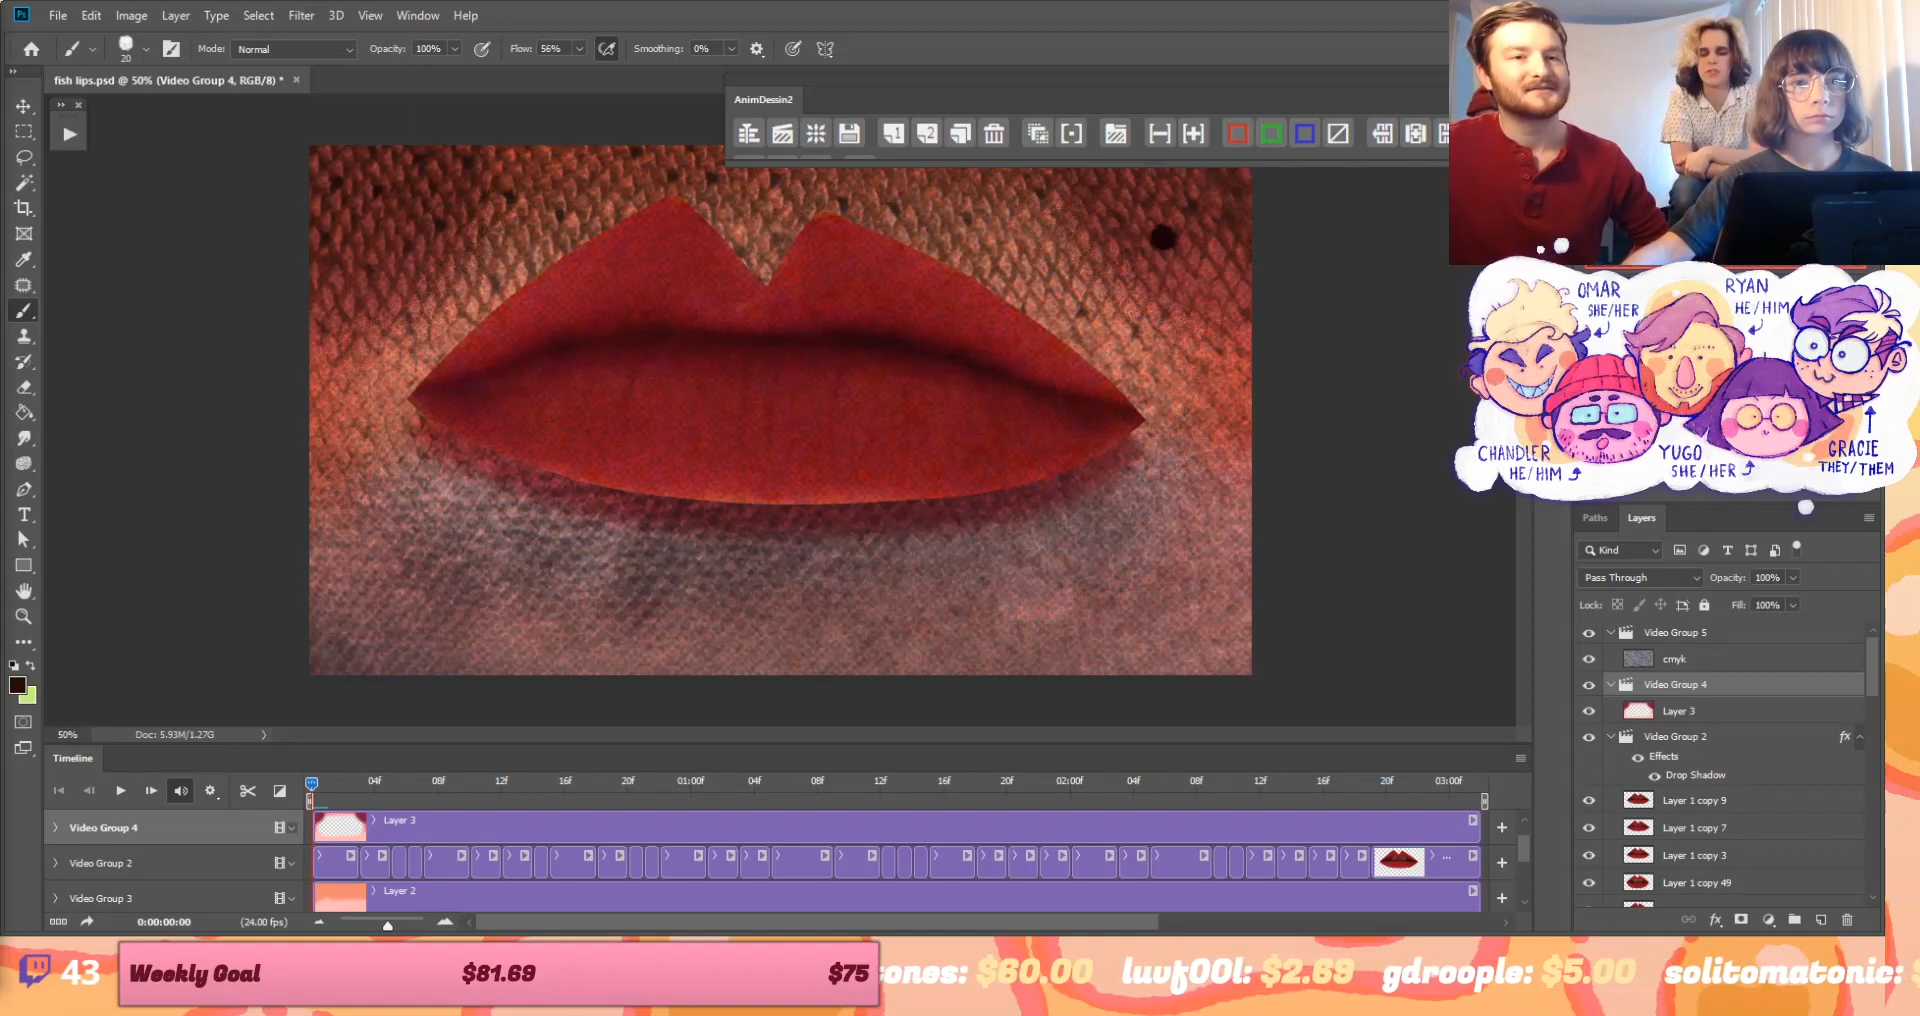 Ps File Edit Image Layer Type Select Filter 3D View Window Help
20 Mode: Normal Opacity: 100% Flow: 56% Smoothing: 0%
fish lips.psd @ 50% (Video Group 4, RGB/8) *
AnimDessin2
OMAR
SHE/HER
RYAN
HE/HIM
CHANDLER
HE/HIM
YUGO
SHE/HER
GRACIE
THEY/THEM
Paths Layers
Kind
Pass Through Opacity: 100%
Lock: Fill: 100%
Video Group 5
cmyk
Video Group 4
Layer 3
Video Group 2 fx
Effects
Drop Shadow
Layer 1 copy 9
Layer 1 copy 7
Layer 1 copy 3
Layer 1 copy 49
50% Doc: 5.93M/1.27G
Timeline
04f 08f 12f 16f 20f 01:00f 04f 08f 12f 16f 20f 02:00f 04f 08f 12f 16f 20f 03:00f
Video Group 4 Layer 3
Video Group 2 ...
Video Group 3 Layer 2
0:00:00:00 (24.00 fps)
43 Weekly Goal $81.69 $75 tones: $60.00 luvf00l: $2.69 gdroople: $5.00 solitomatonic: